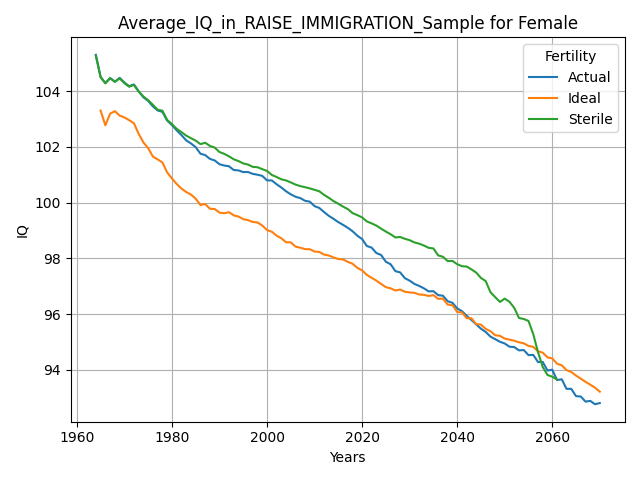 Average_IQ_in_RAISE_IMMIGRATION_Sample for Female
Fertility
Actual
Ideal
Sterile
104
102
100
98
96
94
IQ
1960
1980
2000
2020
2040
2060
Years